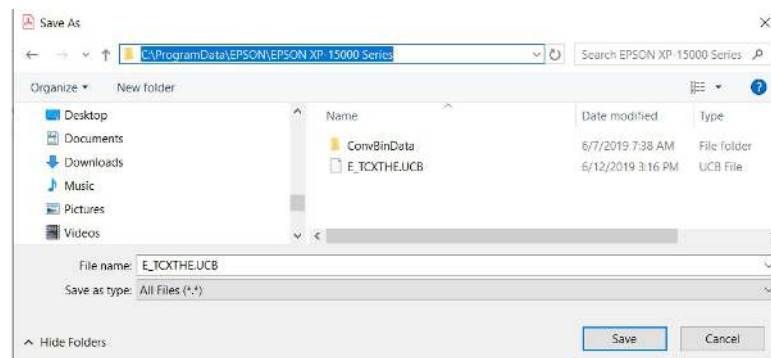 Save As
C:\ProgramData\EPSON\EPSON XP-15000 Series
Search EPSON XP-15000 Series
Organize
New folder
Name
Date modified
Type
Desktop
Documents
Downloads
Music
Pictures
Videos
ConvBinData
6/7/2019 7:38 AM
File folder
E_TCXTHE.UCB
6/12/2019 3:16 PM
UCB File
File name: E_TCXTHE.UCB
Save as type: All Files (*.*)
Hide Folders
Save
Cancel